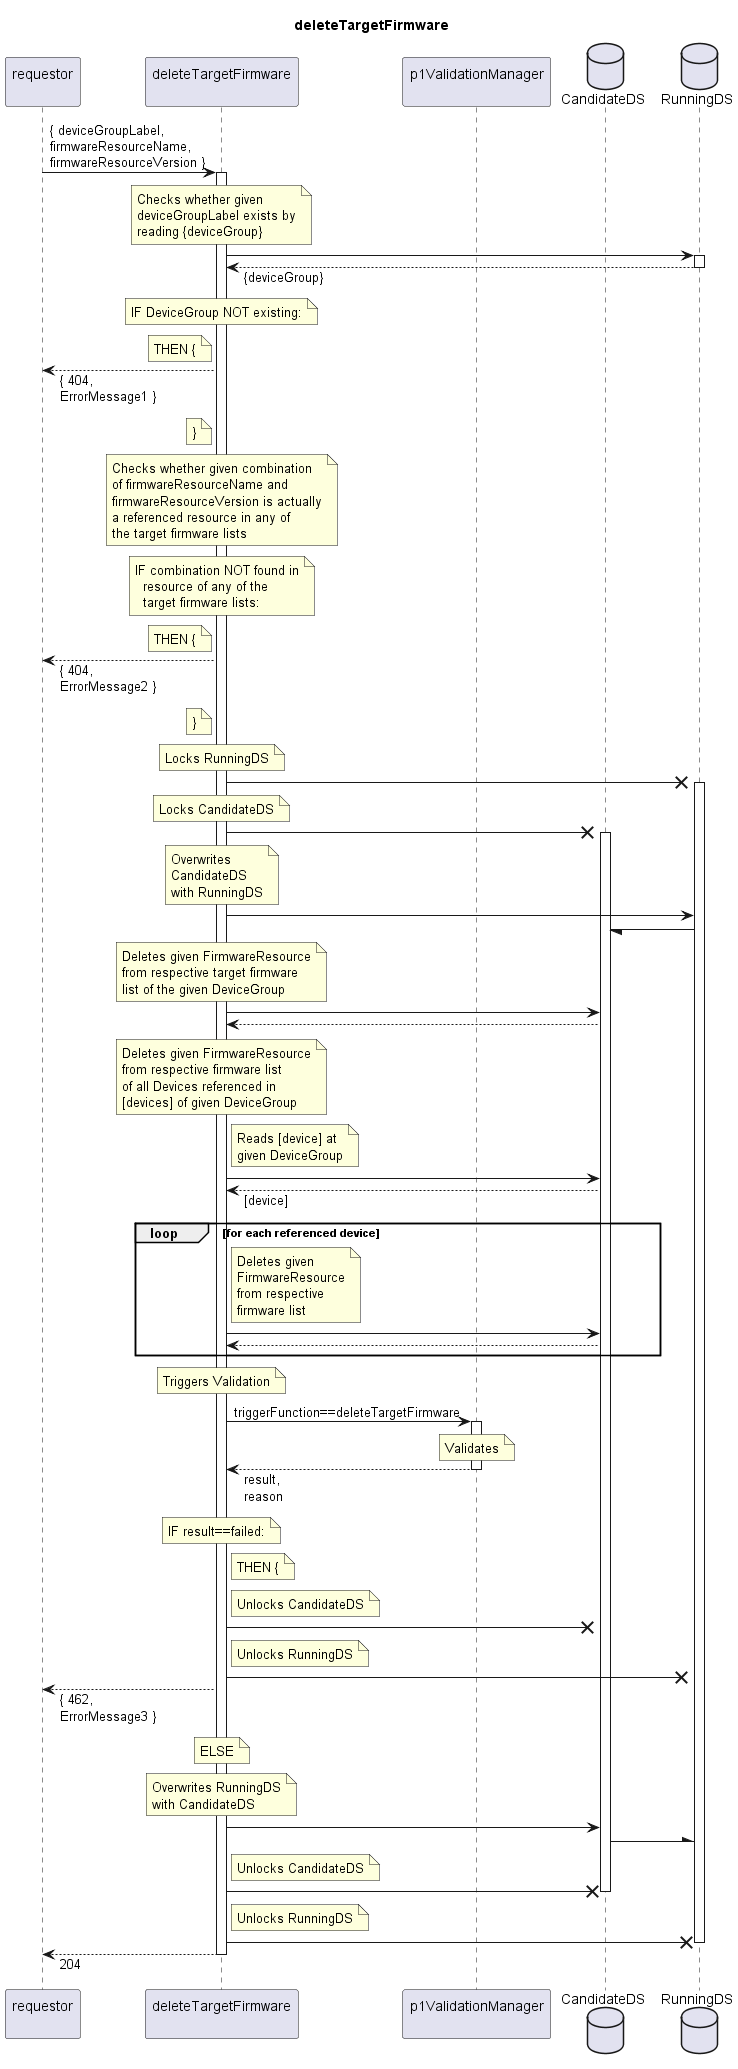 deleteTargetFirmware
requestor
deleteTargetFirmware
p1ValidationManager
CandidateDS
RunningDS
{ deviceGroupLabel,
firmwareResourceName,
firmwareResourceVersion }
Checks whether given
deviceGroupLabel exists by
reading {deviceGroup}
{deviceGroup}
IF DeviceGroup NOT existing:
THEN {
{ 404,
ErrorMessage1 }
}
Checks whether given combination
of firmwareResourceName and
firmwareResourceVersion is actually
a referenced resource in any of
the target firmware lists
IF combination NOT found in
resource of any of the
target firmware lists:
THEN {
{ 404,
ErrorMessage2 }
}
Locks RunningDS
Locks CandidateDS
Overwrites
CandidateDS
with RunningDS
Deletes given FirmwareResource
from respective target firmware
list of the given DeviceGroup
Deletes given FirmwareResource
from respective firmware list
of all Devices referenced in
[devices] of given DeviceGroup
Reads [device] at
given DeviceGroup
[device]
loop
[for each referenced device]
Deletes given
FirmwareResource
from respective
firmware list
Triggers Validation
triggerFunction==deleteTargetFirmware
Validates
result,
reason
IF result==failed:
THEN {
Unlocks CandidateDS
Unlocks RunningDS
{ 462,
ErrorMessage3 }
ELSE
Overwrites RunningDS
with CandidateDS
Unlocks CandidateDS
Unlocks RunningDS
204
requestor
deleteTargetFirmware
p1ValidationManager
CandidateDS
RunningDS